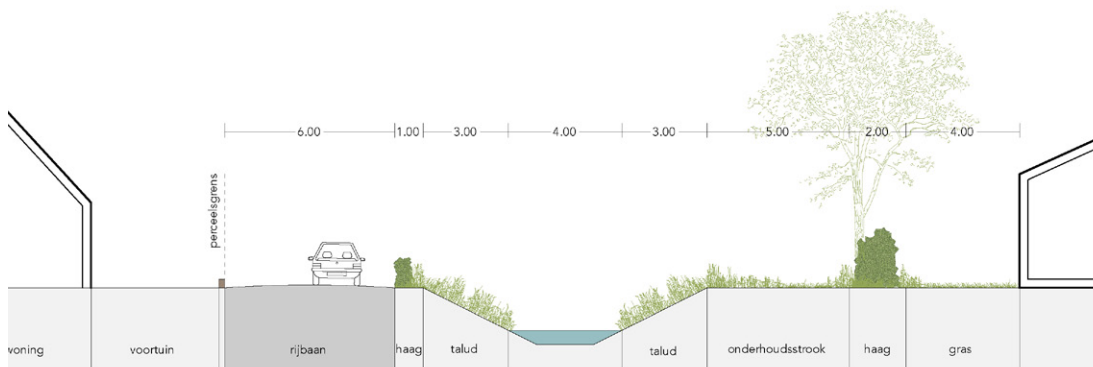 6.00 1.00 3.00 4.00 3.00 5.00 2.00 4.00
perceelsgrens
woning voortuin rijbaan haag talud talud onderhoudsstrook haag gras